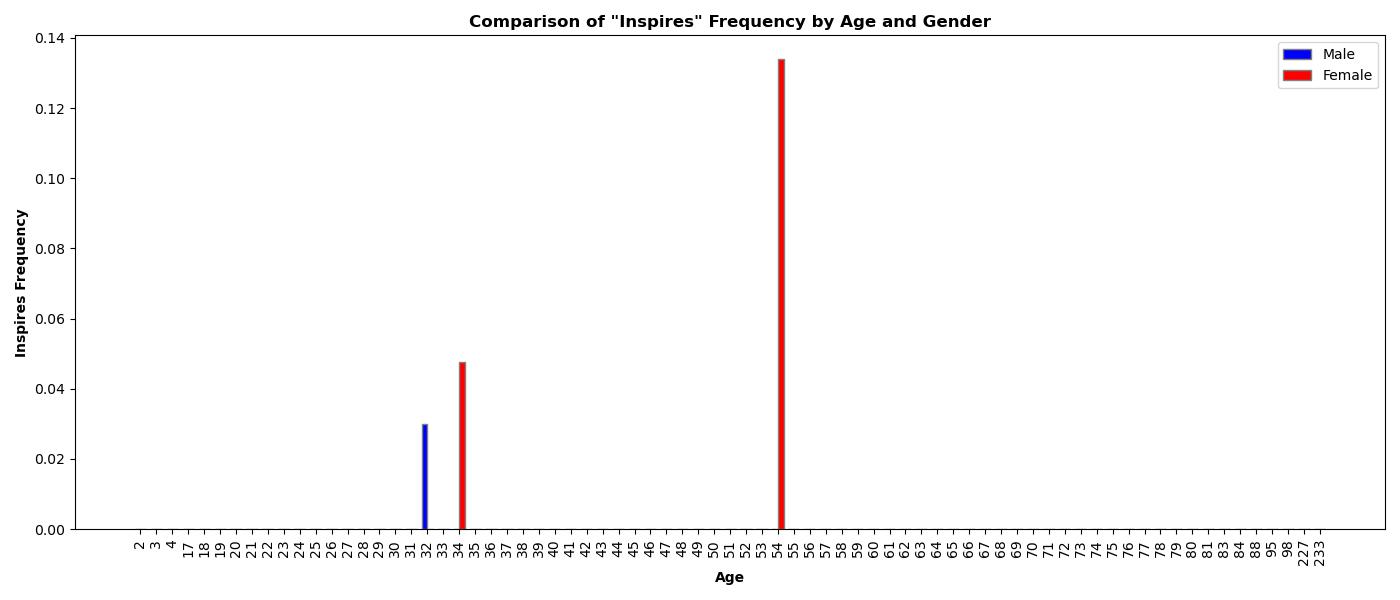 Comparison of "Inspires" Frequency by Age and Gender
Male
Female
Inspires Frequency
0.14
0.12
0.10
0.08
0.06
0.04
0.02
0.00
2 3 4 17 18 19 20 21 22 23 24 25 26 27 28 29 30 31 32 33 34 35 36 37 38 39 40 41 42 43 44 45 46 47 48 49 50 51 52 53 54 55 56 57 58 59 60 61 62 63 64 65 66 67 68 69 70 71 72 73 74 75 76 77 78 79 80 81 83 84 88 95 98 227 233
Age